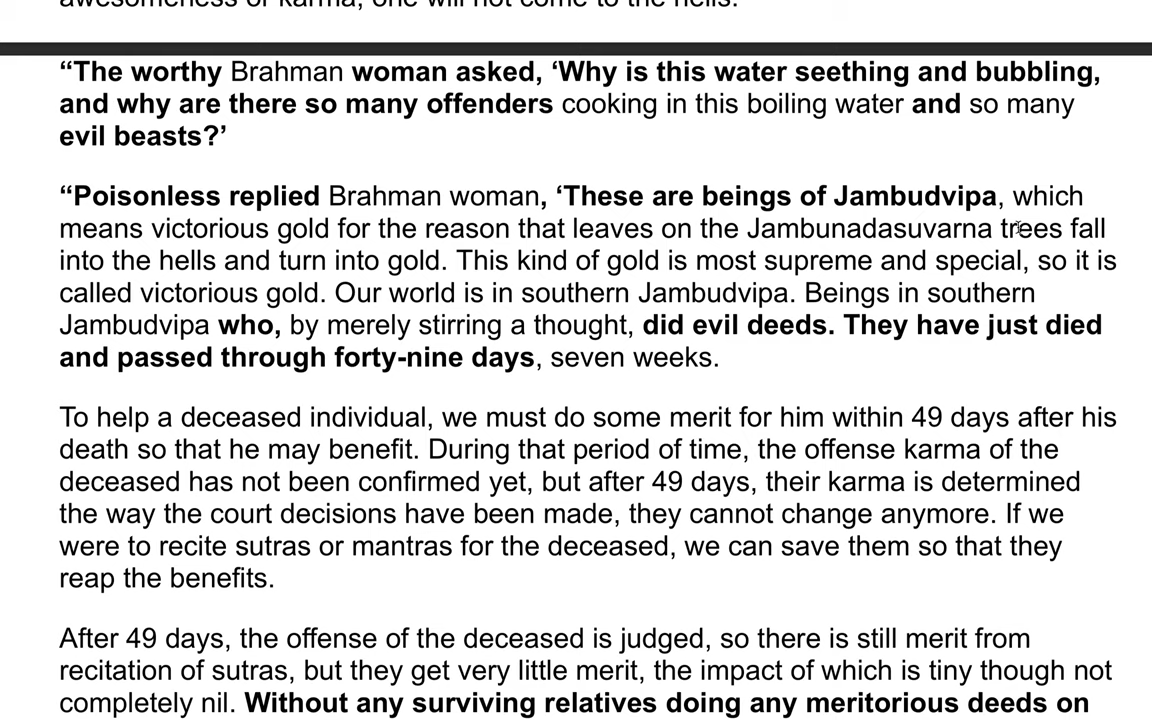 awesomeness of karma, one will not come to the hells.
“The worthy Brahman woman asked, ‘Why is this water seething and bubbling,
and why are there so many offenders cooking in this boiling water and so many
evil beasts?’
“Poisonless replied Brahman woman, ‘These are beings of Jambudvipa, which
means victorious gold for the reason that leaves on the Jambunadasuvarna trees fall
into the hells and turn into gold. This kind of gold is most supreme and special, so it is
called victorious gold. Our world is in southern Jambudvipa. Beings in southern
Jambudvipa who, by merely stirring a thought, did evil deeds. They have just died
and passed through forty-nine days, seven weeks.
To help a deceased individual, we must do some merit for him within 49 days after his
death so that he may benefit. During that period of time, the offense karma of the
deceased has not been confirmed yet, but after 49 days, their karma is determined
the way the court decisions have been made, they cannot change anymore. If we
were to recite sutras or mantras for the deceased, we can save them so that they
reap the benefits.
After 49 days, the offense of the deceased is judged, so there is still merit from
recitation of sutras, but they get very little merit, the impact of which is tiny though not
completely nil. Without any surviving relatives doing any meritorious deeds on